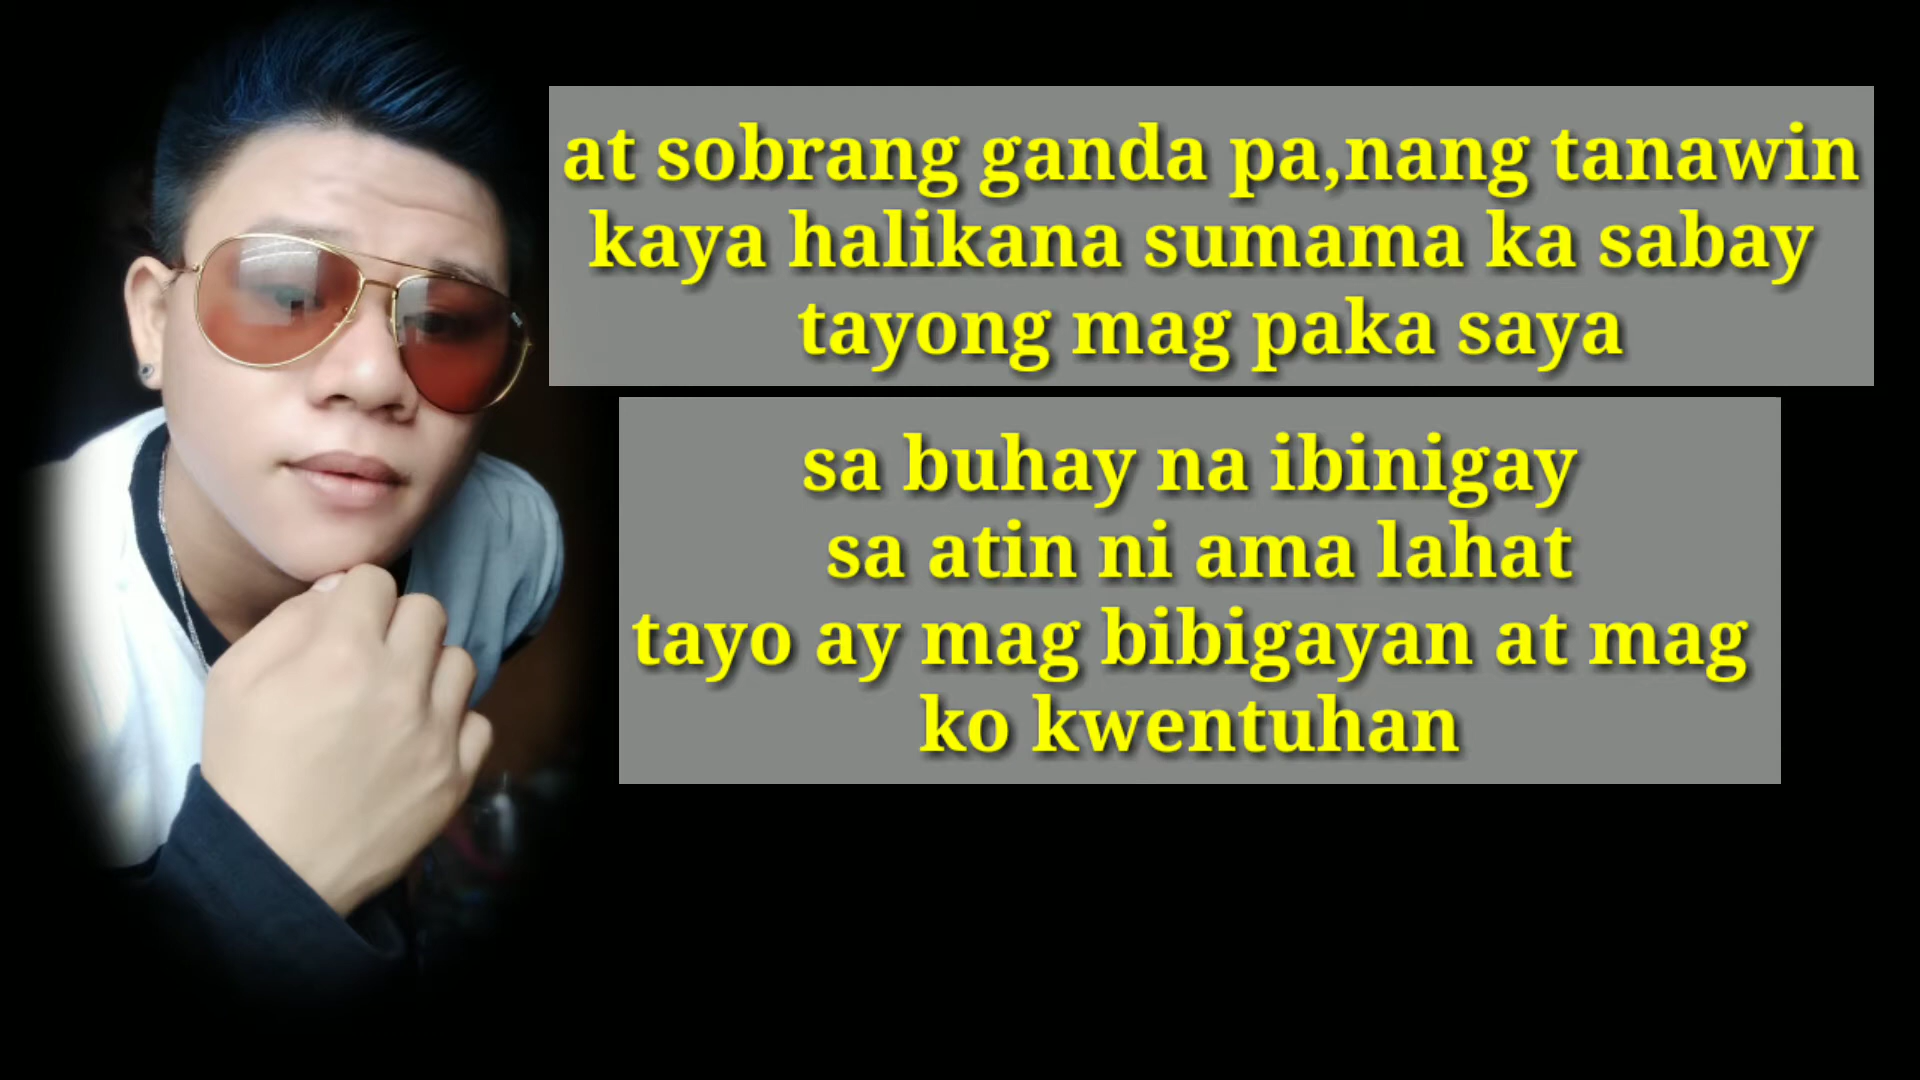 at sobrang ganda pa,nang tanawin
kaya halikana sumama ka sabay
tayong mag paka saya
sa buhay na ibinigay
sa atin ni ama lahat
tayo ay mag bibigayan at mag
ko kwentuhan